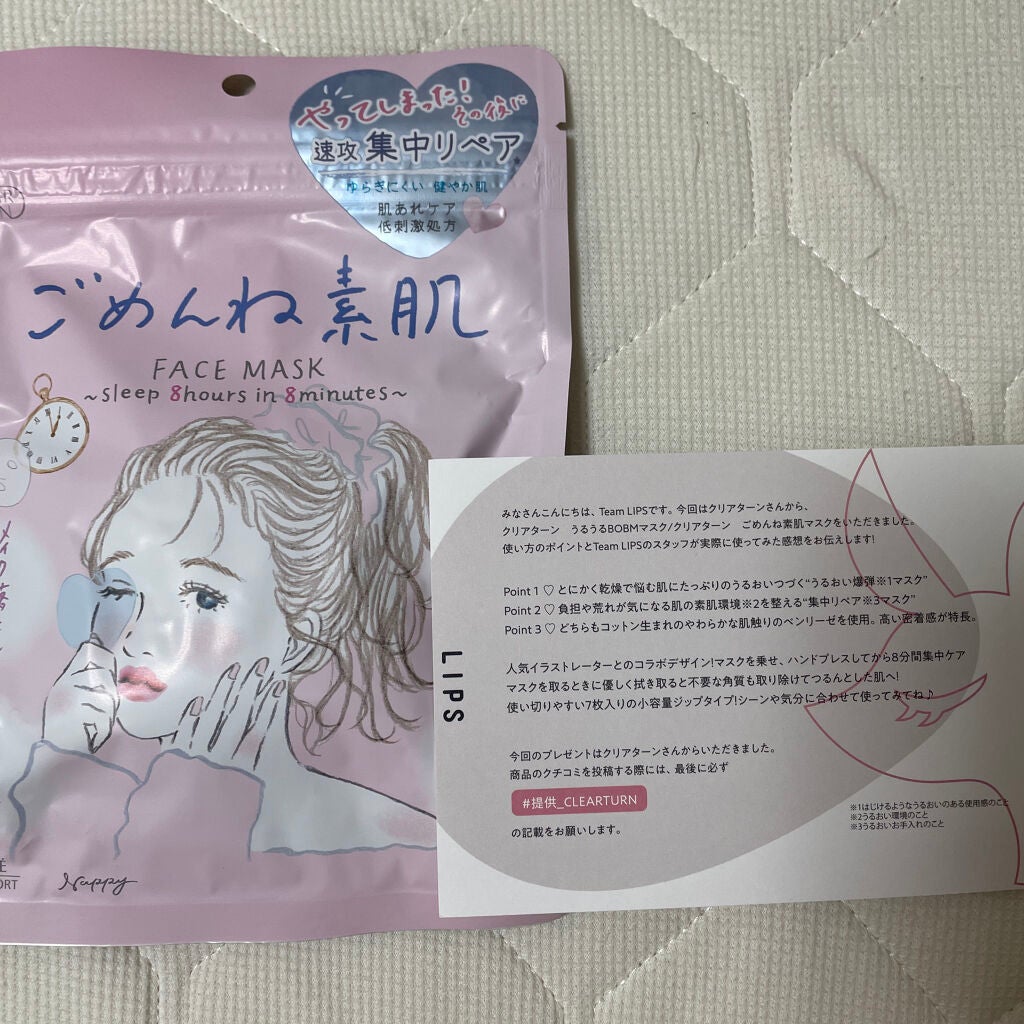 やってしまった!
その後に
速攻 集中リペア
ゆらぎにくい 健やか肌
肌あれケア
低刺激処方
ごめんね素肌
FACE MASK
~sleep 8hours in 8minutes~
Nappy
LIPS
みなさんこんにちは、Team LIPSです。今回はクリアターンさんから、
クリアターン うるうるBOBMマスク/クリアターン ごめんね素肌マスクをいただきました。
使い方のポイントとTeam LIPSのスタッフが実際に使ってみた感想をお伝えします!
Point 1 ♡ とにかく乾燥で悩む肌にたっぷりのうるおいつづく“うるおい爆弾※1マスク”
Point 2 ♡ 負担や荒れが気になる肌の素肌環境※2を整える“集中リペア※3マスク”
Point 3 ♡ どちらもコットン生まれのやわらかな肌触りのベンリーゼを使用。高い密着感が特長。
人気イラストレーターとのコラボデザイン!マスクを乗せ、ハンドプレスしてから8分間集中ケア
マスクを取るときに優しく拭き取ると不要な角質も取り除けてつるんとした肌へ!
使い切りやすい7枚入りの小容量ジップタイプ!シーンや気分に合わせて使ってみてね♪
今回のプレゼントはクリアターンさんからいただきました。
商品のクチコミを投稿する際には、最後に必ず
#提供_CLEARTURN
の記載をお願いします。
※1はじけるようなうるおいのある使用感のこと
※2うるおい環境のこと
※3うるおいお手入れのこと